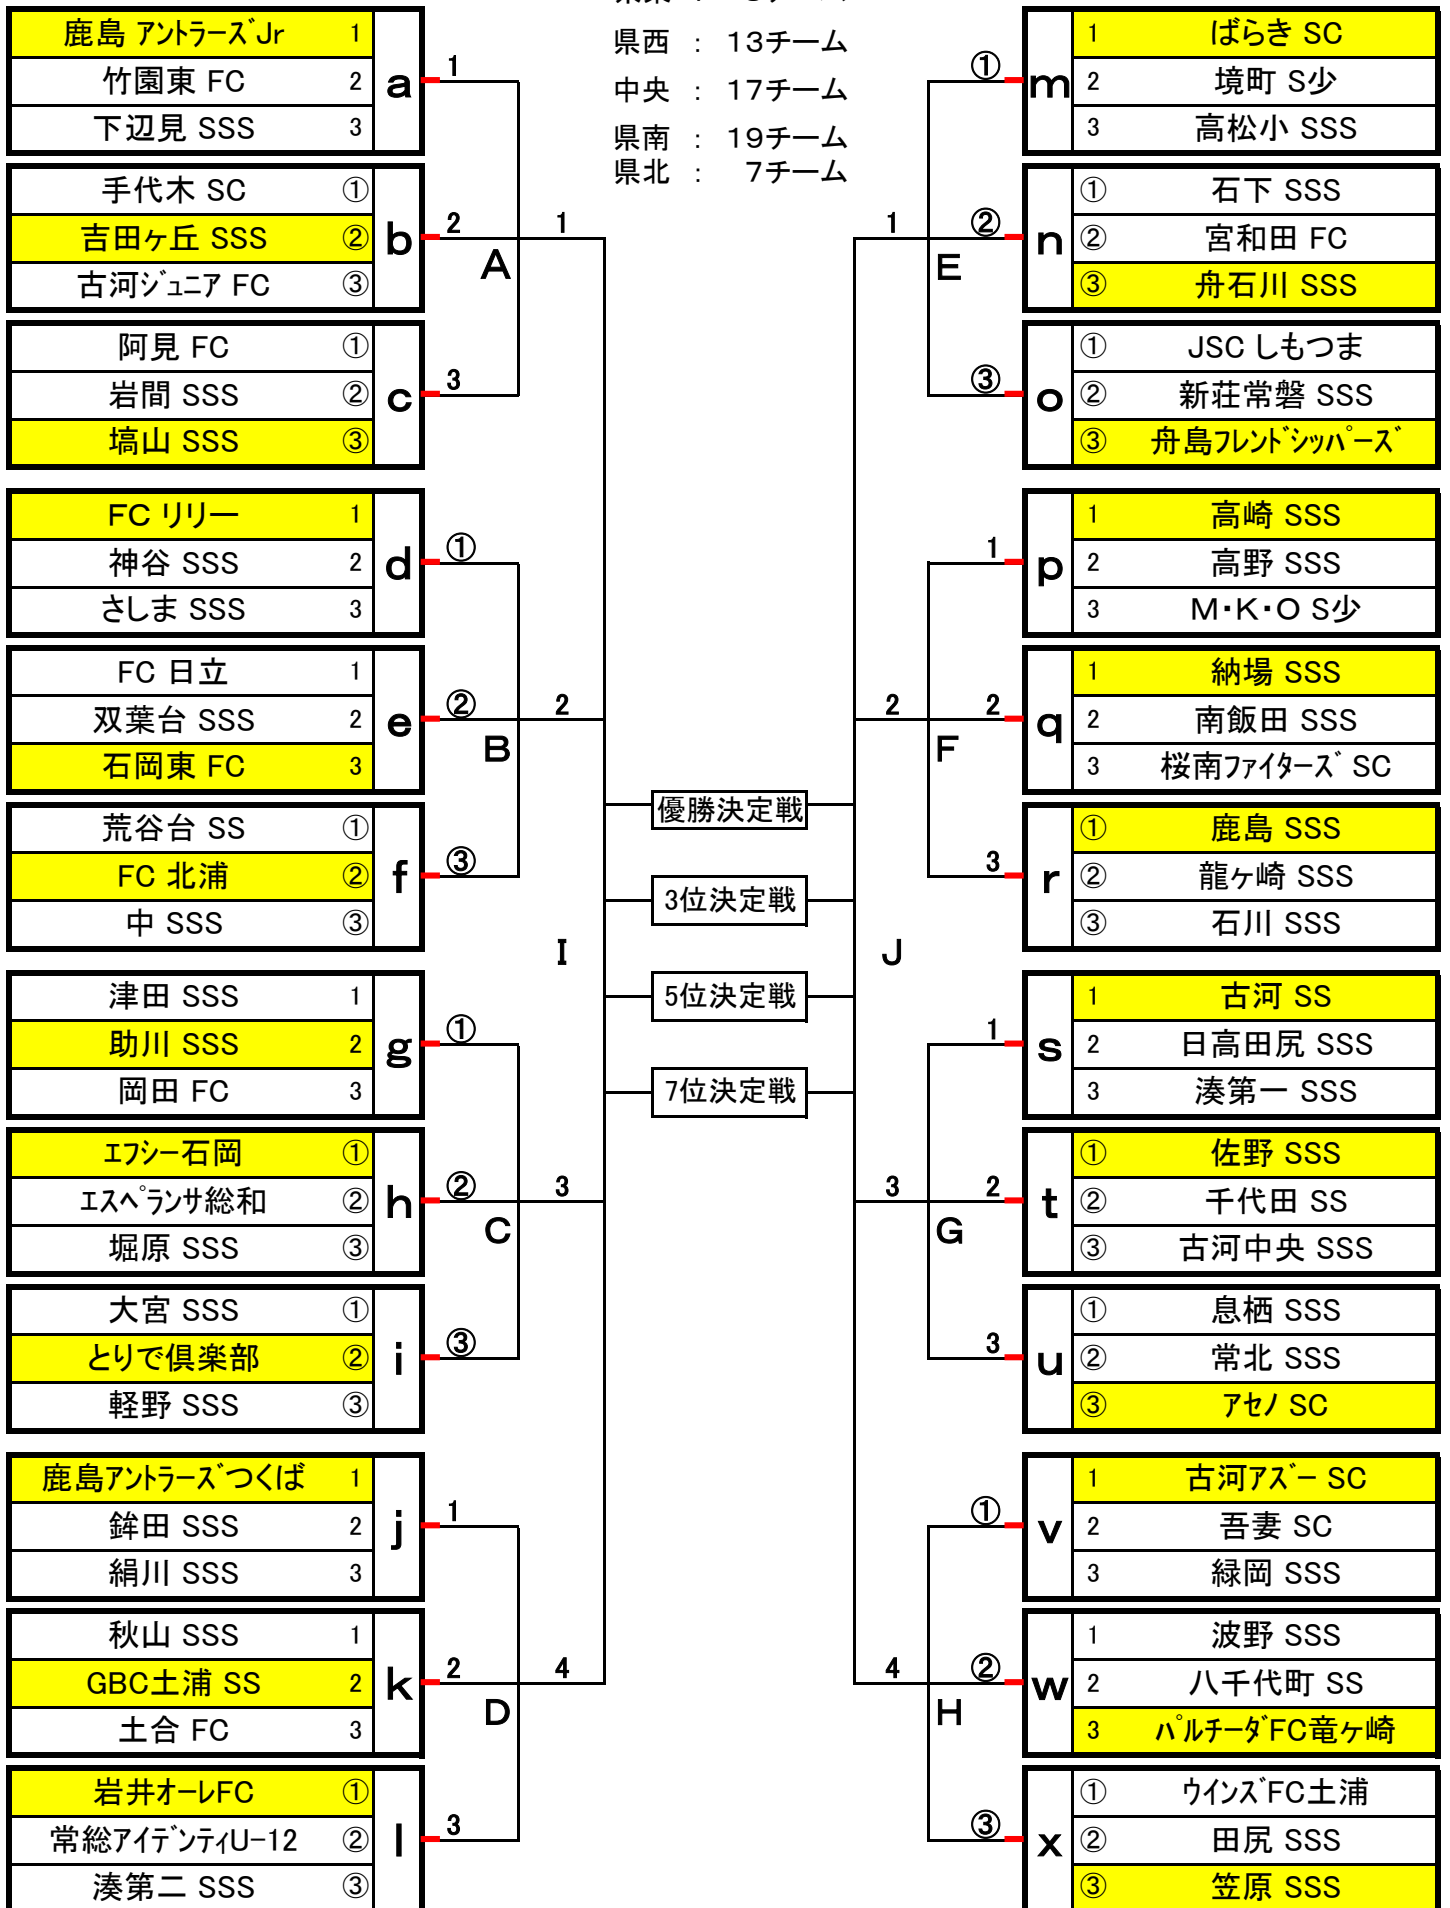 県西 : 13チーム
中央 : 17チーム
県南 : 19チーム
県北 : 7チーム
鹿島 アントラーズJr 1
竹園東 FC 2
下辺見 SSS 3
a
1
手代木 SC ①
吉田ヶ丘 SSS ②
古河ジュニア FC ③
b
2
A
1
阿見 FC ①
岩間 SSS ②
塙山 SSS ③
c
3
FC リリー 1
神谷 SSS 2
さしま SSS 3
d
①
FC 日立 1
双葉台 SSS 2
石岡東 FC 3
e
②
B
2
荒谷台 SS ①
FC 北浦 ②
中 SSS ③
f
③
I
津田 SSS 1
助川 SSS 2
岡田 FC 3
g
①
エフシー石岡 ①
エスペランサ総和 ②
堀原 SSS ③
h
②
C
3
大宮 SSS ①
とりで倶楽部 ②
軽野 SSS ③
i
③
鹿島アントラーズつくば 1
鉾田 SSS 2
絹川 SSS 3
j
1
秋山 SSS 1
GBC土浦 SS 2
土合 FC 3
k
2
D
4
岩井オーレFC ①
常総アイデンティU-12 ②
湊第二 SSS ③
l
3
優勝決定戦
3位決定戦
5位決定戦
7位決定戦
①
m
1 ばらき SC
2 境町 S少
3 高松小 SSS
1
E
②
n
① 石下 SSS
② 宮和田 FC
③ 舟石川 SSS
③
o
① JSC しもつま
② 新荘常磐 SSS
③ 舟島フレンドシッパーズ
1
p
1 高崎 SSS
2 高野 SSS
3 M・K・O S少
2
F
2
q
1 納場 SSS
2 南飯田 SSS
3 桜南ファイターズ SC
3
r
① 鹿島 SSS
② 龍ヶ崎 SSS
③ 石川 SSS
J
1
s
1 古河 SS
2 日高田尻 SSS
3 湊第一 SSS
3
G
2
t
① 佐野 SSS
② 千代田 SS
③ 古河中央 SSS
3
u
① 息栖 SSS
② 常北 SSS
③ アセノ SC
①
v
1 古河アズー SC
2 吾妻 SC
3 緑岡 SSS
4
H
②
w
1 波野 SSS
2 八千代町 SS
3 パルチーダFC竜ヶ崎
③
x
① ウインズFC土浦
② 田尻 SSS
③ 笠原 SSS